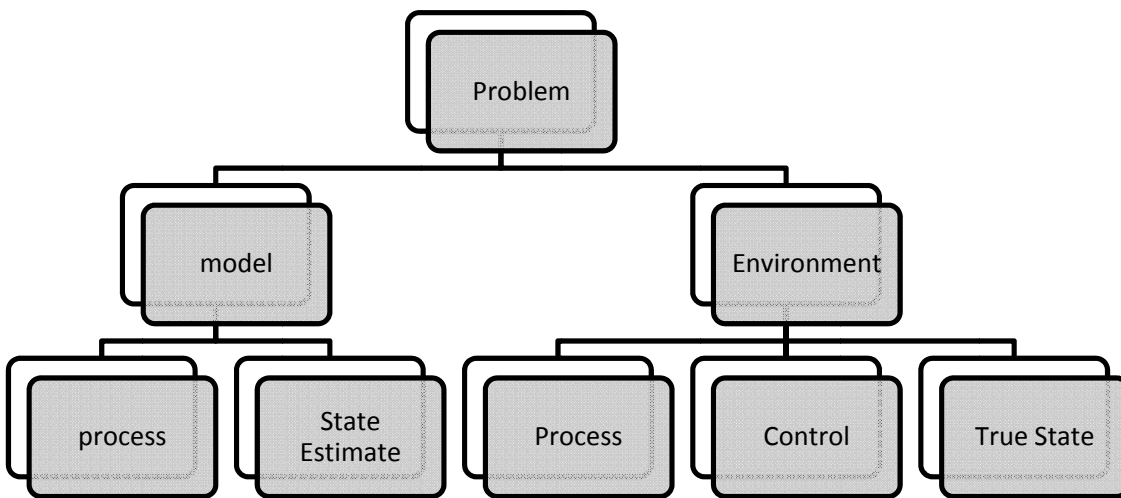 Problem
model
Environment
process
State
Estimate
Process
Control
True State